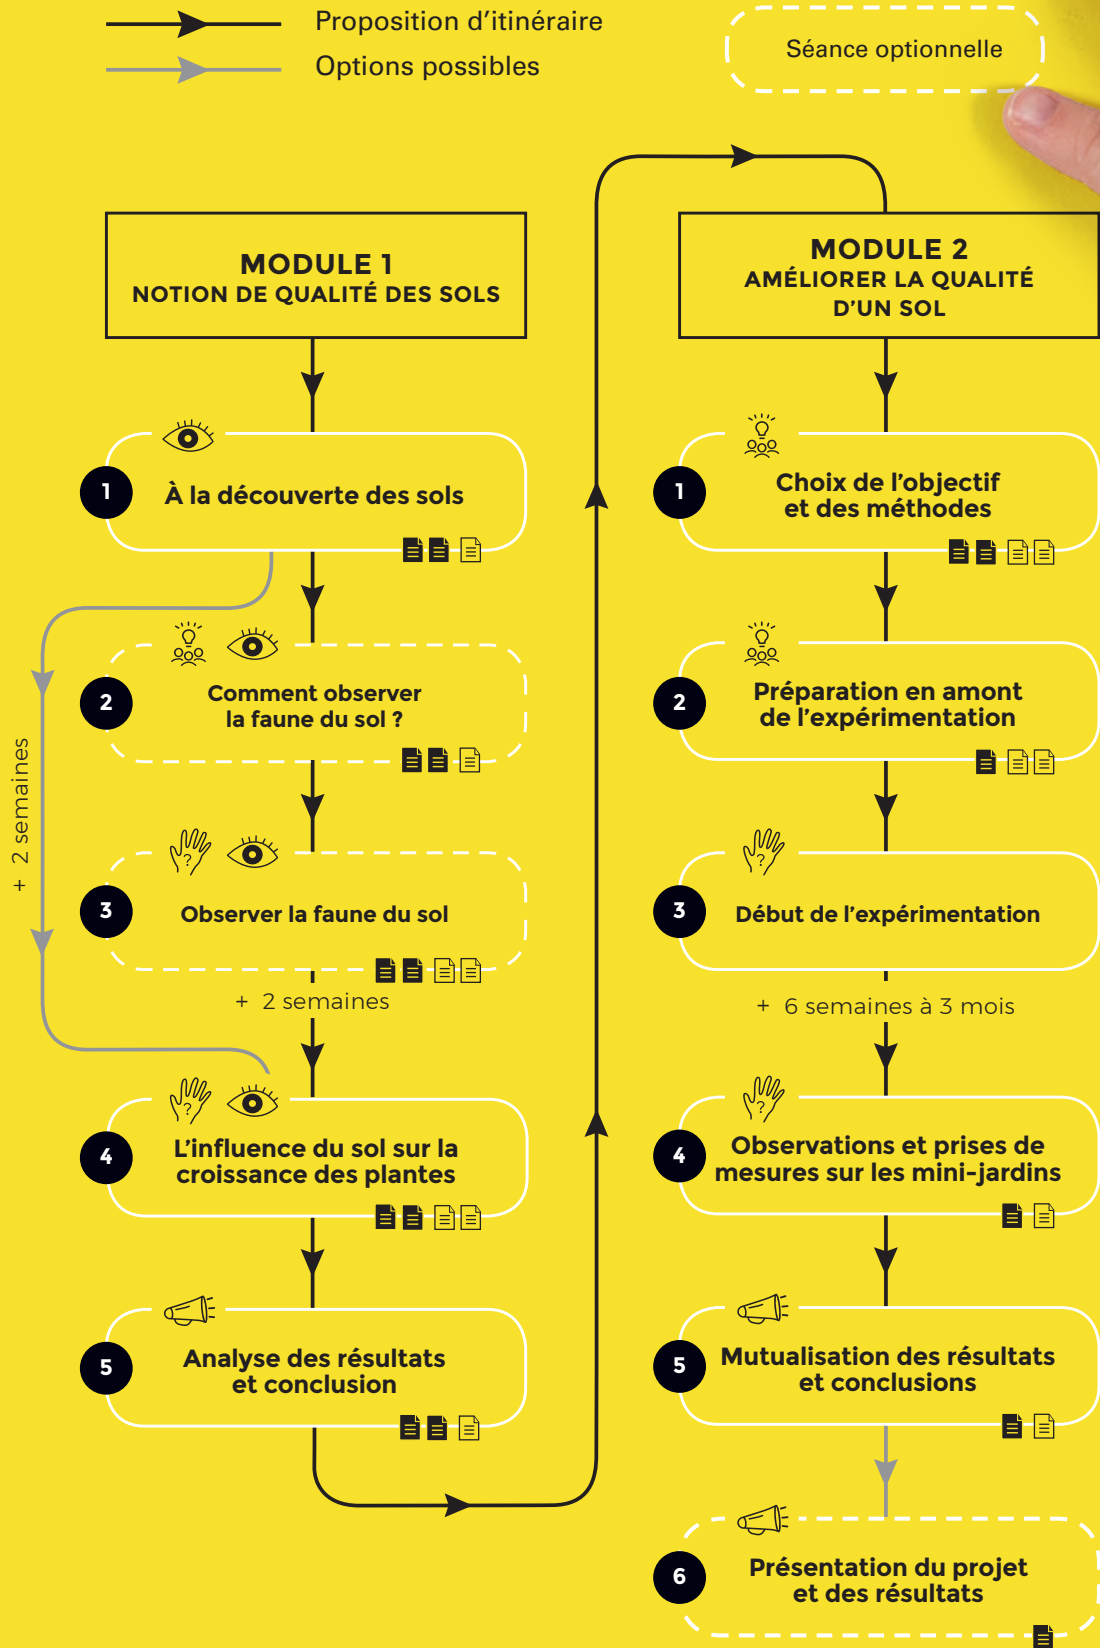 Proposition d'itinéraire
Options possibles
Séance optionnelle
MODULE 1
NOTION DE QUALITÉ DES SOLS
1
À la découverte des sols
2
Comment observer
la faune du sol ?
+ 2 semaines
3
Observer la faune du sol
+ 2 semaines
4
L'influence du sol sur la
croissance des plantes
5
Analyse des résultats
et conclusion
MODULE 2
AMÉLIORER LA QUALITÉ
D'UN SOL
1
Choix de l'objectif
et des méthodes
2
Préparation en amont
de l'expérimentation
3
Début de l'expérimentation
+ 6 semaines à 3 mois
4
Observations et prises de
mesures sur les mini-jardins
5
Mutualisation des résultats
et conclusions
6
Présentation du projet
et des résultats